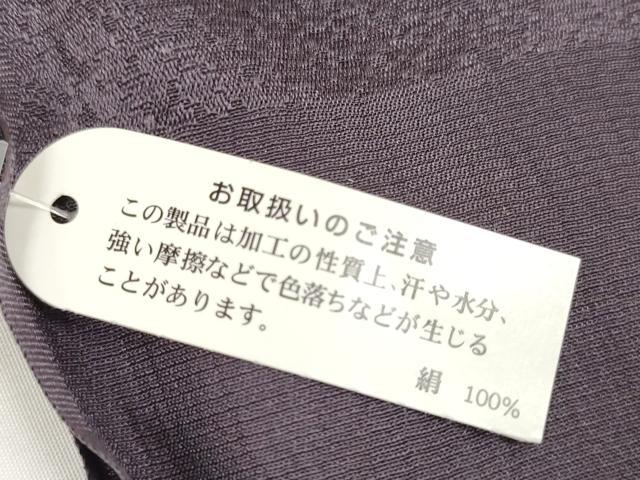 お取扱いのご注意
この製品は加工の性質上、汗や水分、
強い摩擦などで色落ちなどが生じる
ことがあります。
絹 100%